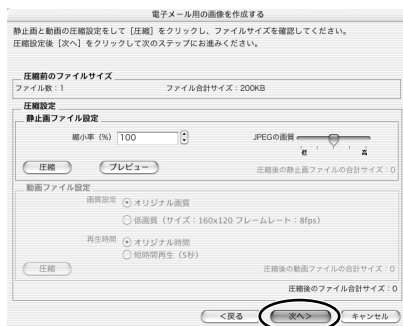 電子メール用の画像を作成する
静止画と動画の圧縮設定をして [圧縮] をクリックし、ファイルサイズを確認してください。
圧縮設定後 [次へ] をクリックして次のステップにお進みください。
圧縮前のファイルサイズ
ファイル数:1 ファイル合計サイズ:200KB
圧縮設定
静止画ファイル設定
縮小率 (%) 100 JPEGの画質
低 高
圧縮 プレビュー 圧縮後の静止画ファイルの合計サイズ:0
動画ファイル設定
画質設定 オリジナル画質
低画質 (サイズ:160x120 フレームレート:8fps)
再生時間 オリジナル時間
短時間再生 (5秒)
圧縮 圧縮後の動画ファイルの合計サイズ:0
圧縮後のファイル合計サイズ:0
<戻る 次へ> キャンセル